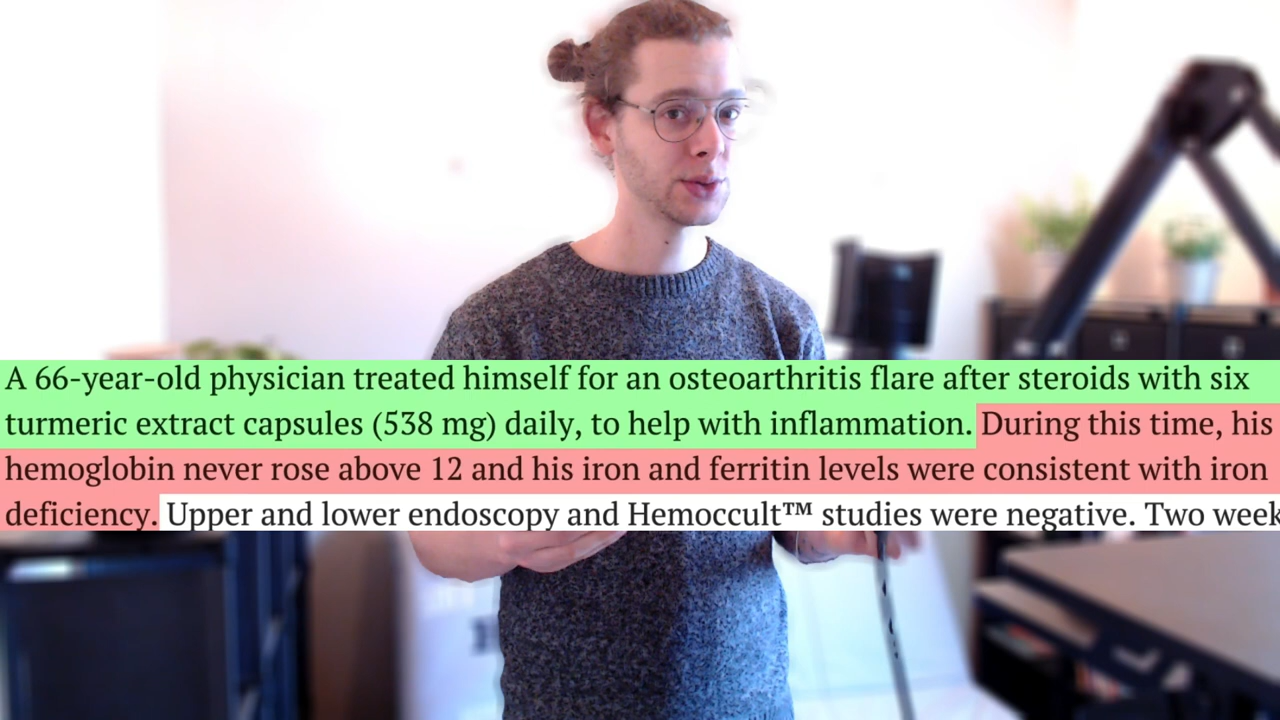 A 66-year-old physician treated himself for an osteoarthritis flare after steroids with six
turmeric extract capsules (538 mg) daily, to help with inflammation. During this time, his
hemoglobin never rose above 12 and his iron and ferritin levels were consistent with iron
deficiency. Upper and lower endoscopy and Hemoccult™ studies were negative. Two week